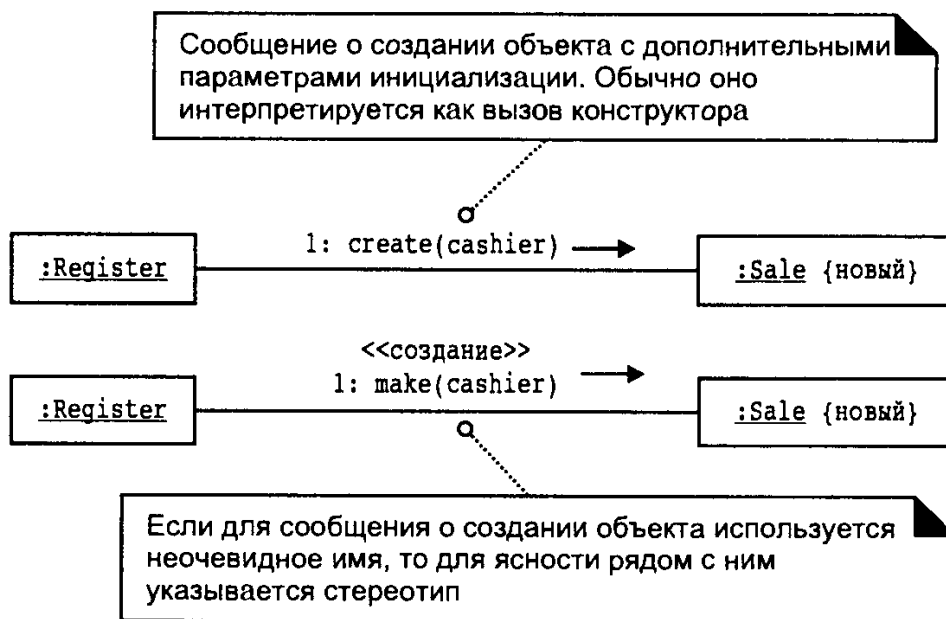 Сообщение о создании объекта с дополнительными
параметрами инициализации. Обычно оно
интерпретируется как вызов конструктора
1: create(cashier)
:Register
:Sale {новый}
<<создание>>
1: make(cashier)
:Register
:Sale {новый}
Если для сообщения о создании объекта используется
неочевидное имя, то для ясности рядом с ним
указывается стереотип